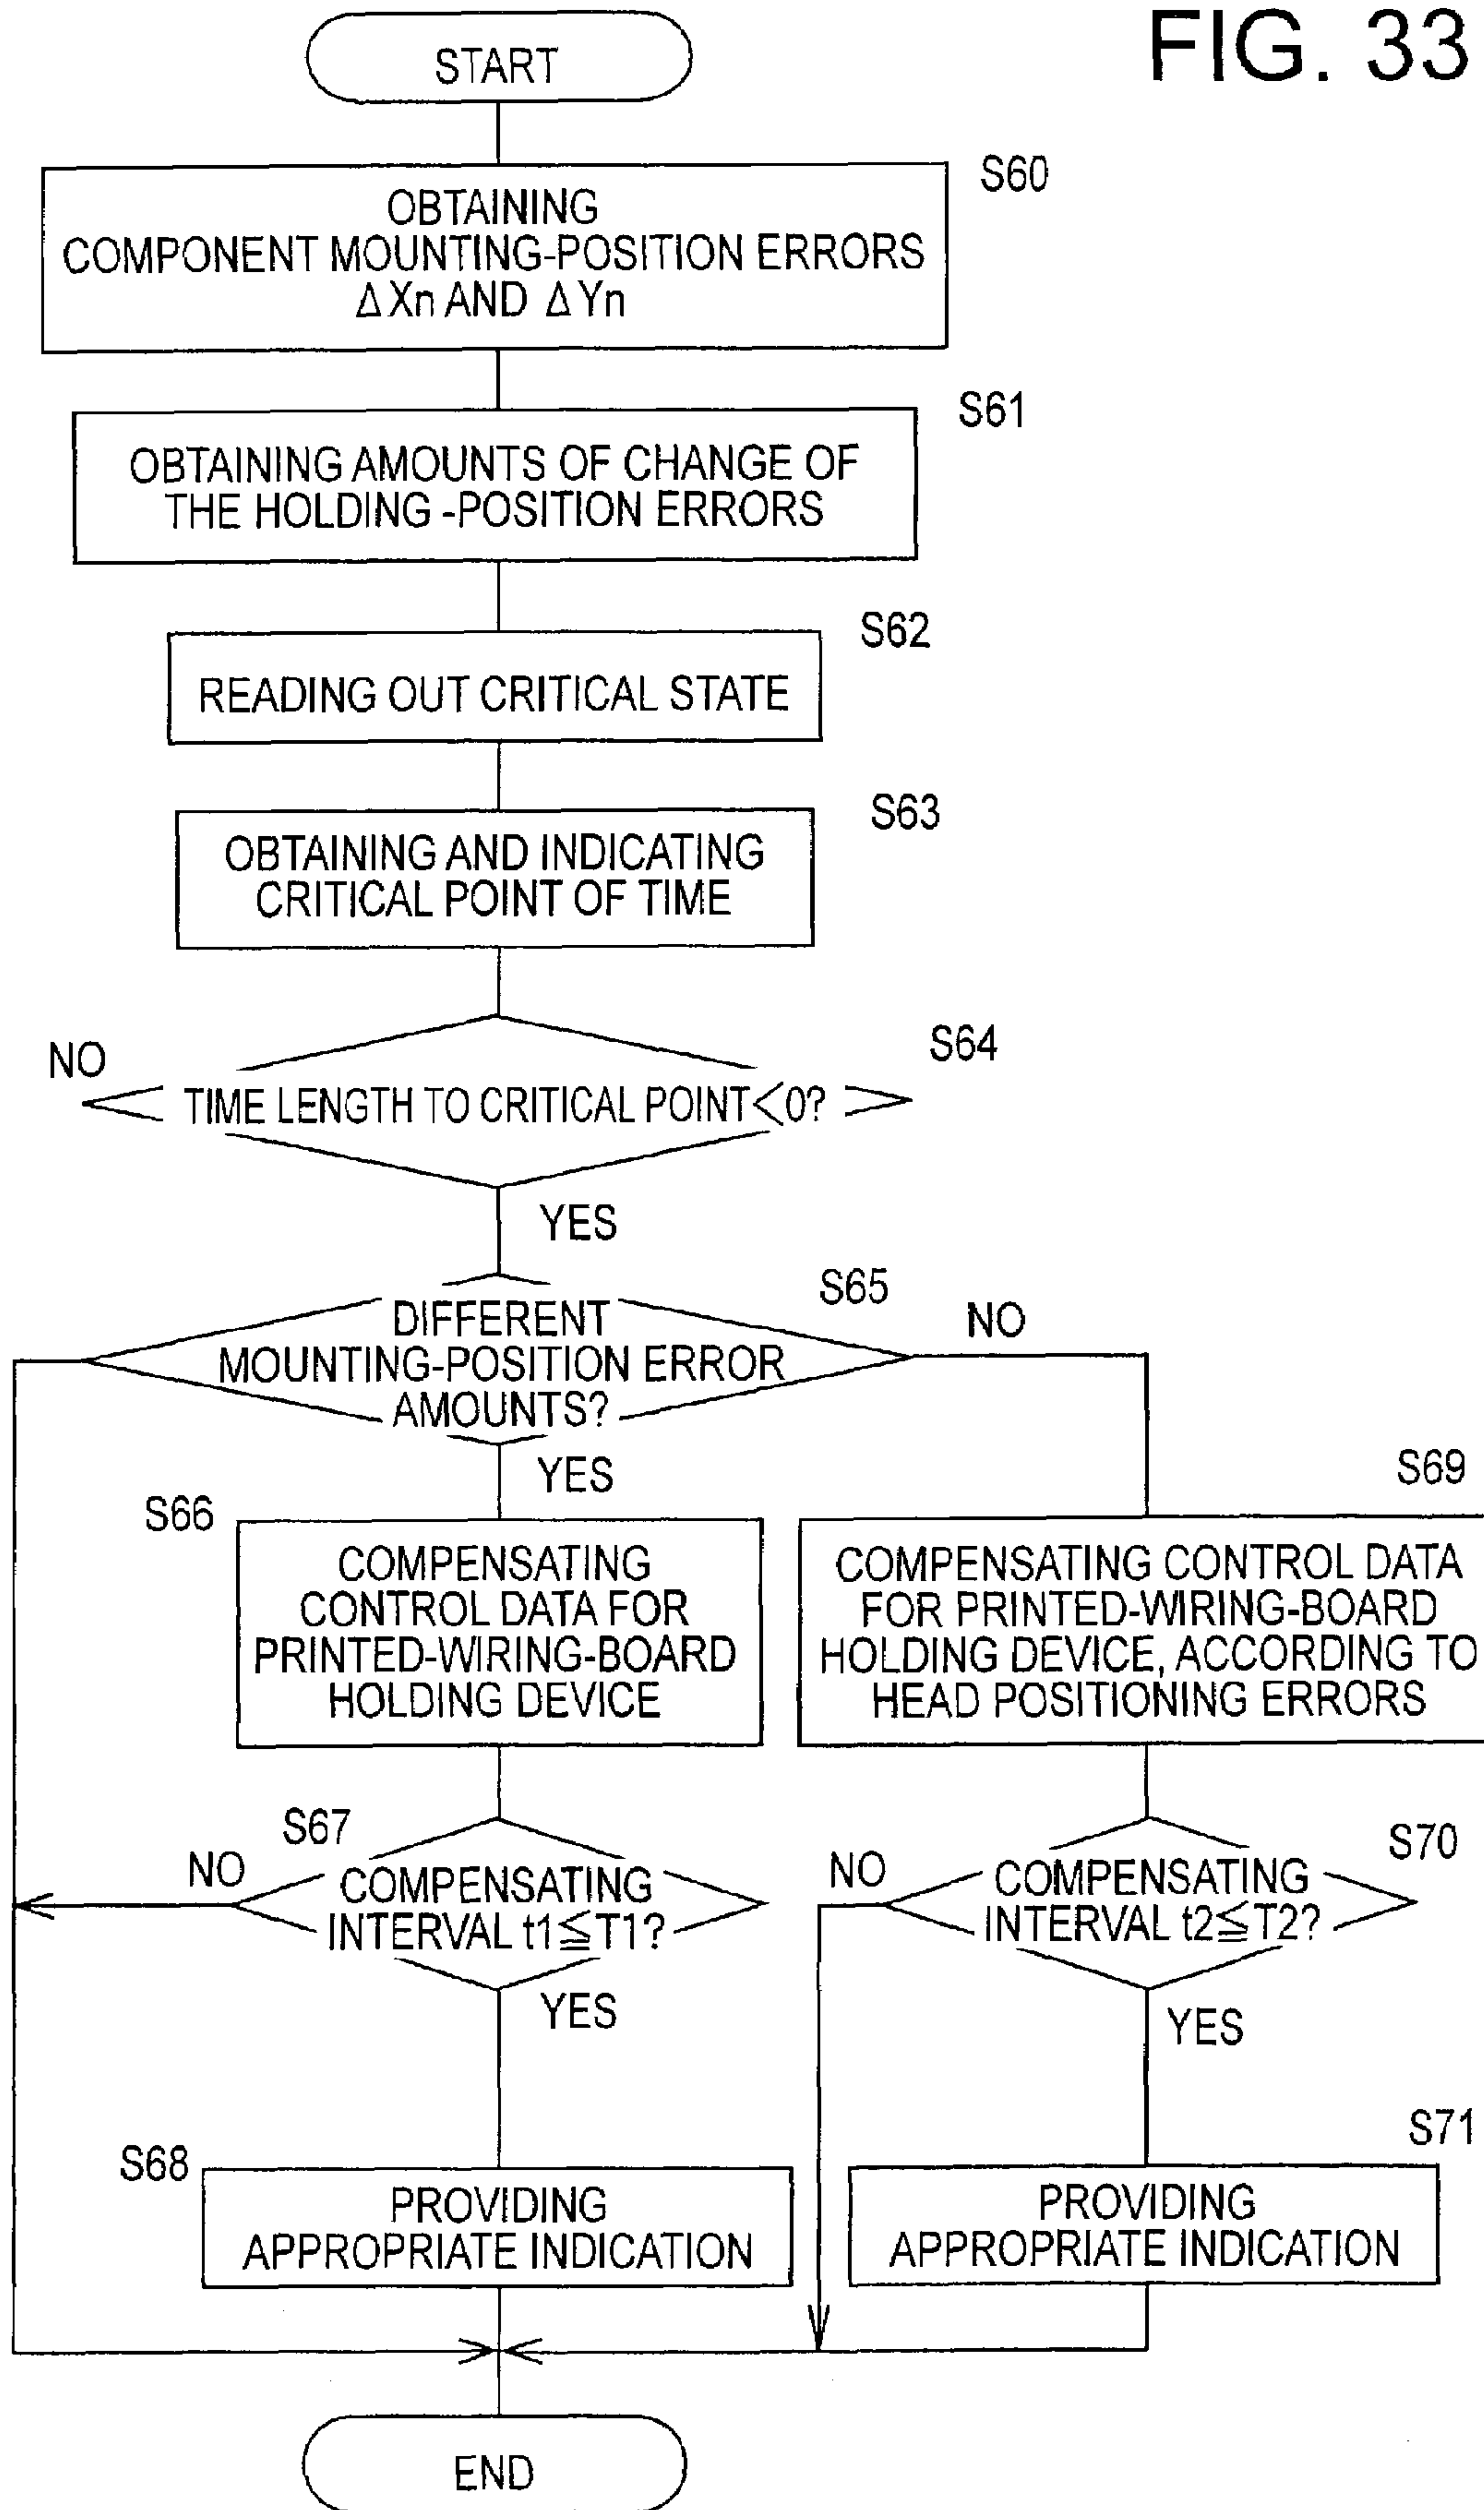 FIG. 33
START
S60
OBTAINING
COMPONENT MOUNTING-POSITION ERRORS
ΔXn AND ΔYn
S61
OBTAINING AMOUNTS OF CHANGE OF
THE HOLDING -POSITION ERRORS
S62
READING OUT CRITICAL STATE
S63
OBTAINING AND INDICATING
CRITICAL POINT OF TIME
S64
NO
TIME LENGTH TO CRITICAL POINT<0?
YES
S65
DIFFERENT
MOUNTING-POSITION ERROR
AMOUNTS?
NO
YES
S66
COMPENSATING
CONTROL DATA FOR
PRINTED-WIRING-BOARD
HOLDING DEVICE
S69
COMPENSATING CONTROL DATA
FOR PRINTED-WIRING-BOARD
HOLDING DEVICE, ACCORDING TO
HEAD POSITIONING ERRORS
S67
NO
COMPENSATING
INTERVAL t1≦T1?
YES
S70
NO
COMPENSATING
INTERVAL t2≦T2?
YES
S68
PROVIDING
APPROPRIATE INDICATION
S71
PROVIDING
APPROPRIATE INDICATION
END